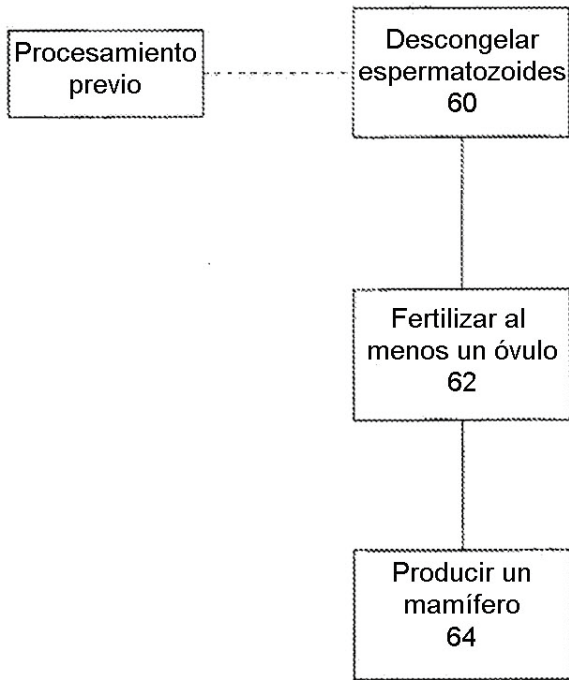 Procesamiento
previo
Descongelar
espermatozoides
60
Fertilizar al
menos un óvulo
62
Producir un
mamífero
64